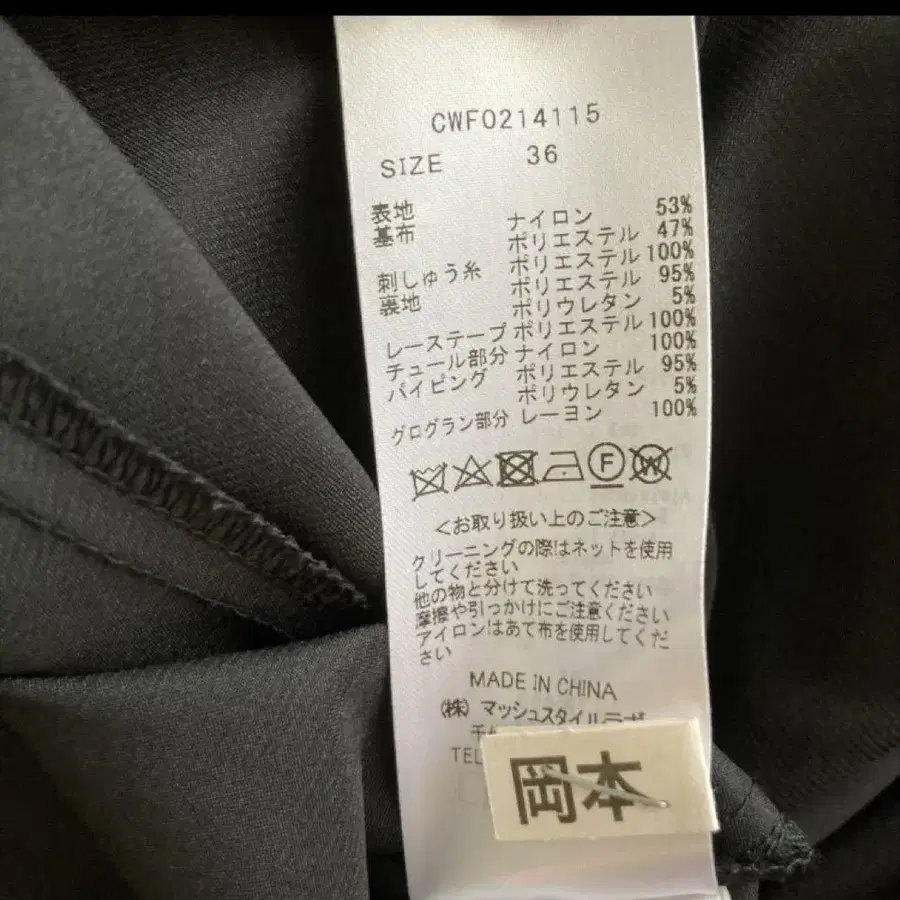 CWF0214115
SIZE 36
表地
基布 ナイロン 53%
ポリエステル 47%
刺しゅう糸 ポリエステル 100%
裏地 ポリエステル 95%
ポリウレタン 5%
レーステープ ポリエステル 100%
チュール部分 ナイロン 100%
パイピング ポリエステル 95%
ポリウレタン 5%
グログラン部分 レーヨン 100%
F W
<お取り扱い上のご注意>
クリーニングの際はネットを使用
してください
他の物と分けて洗ってください
摩擦や引っかけにご注意ください
アイロンはあて布を使用してくだ
さい
MADE IN CHINA
(株) マッシュスタイルラボ
TEL
岡本